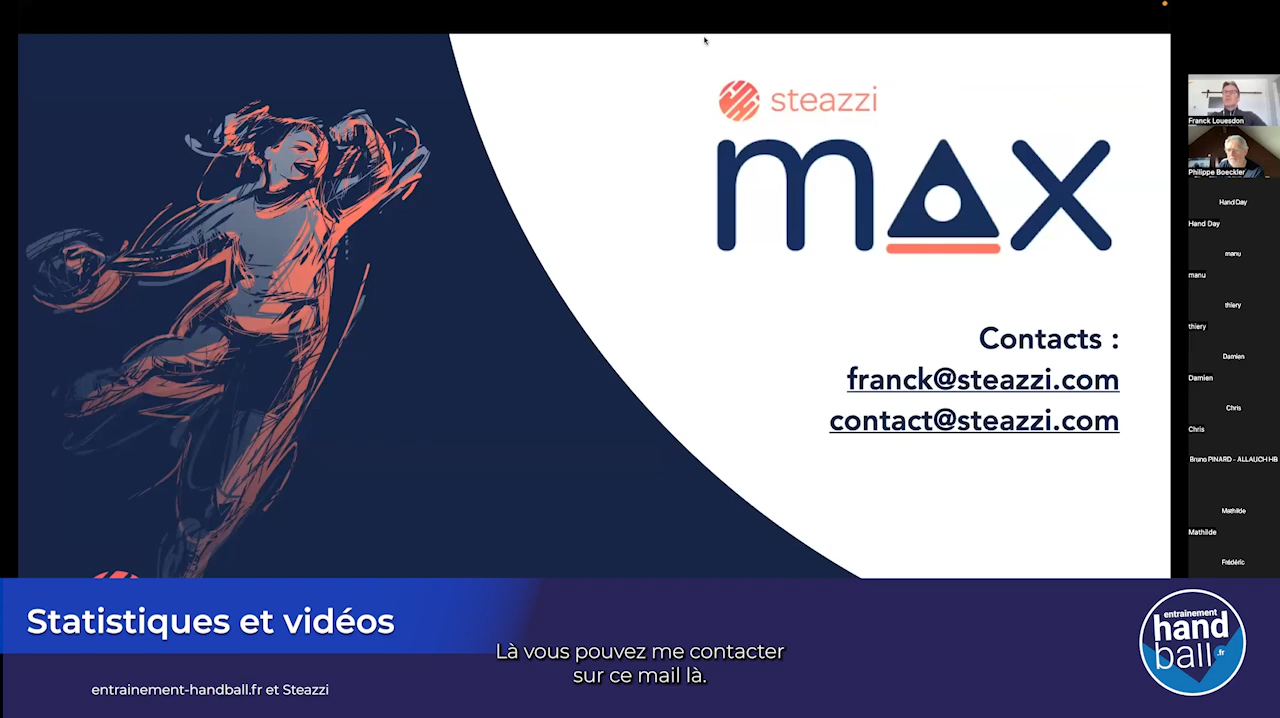 steazzi
max
Contacts :
franck@steazzi.com
contact@steazzi.com
Franck Louesdon
Philippe Boeckler
Hand Day
Hand Day
manu
manu
thiery
thiery
Damien
Damien
Chris
Chris
Bruno PINARD - ALLAUCH HB
Mathilde
Mathilde
Frédéric
Statistiques et vidéos
Là vous pouvez me contacter
sur ce mail là.
entrainement-handball.fr et Steazzi
entrainement
hand
ball.fr